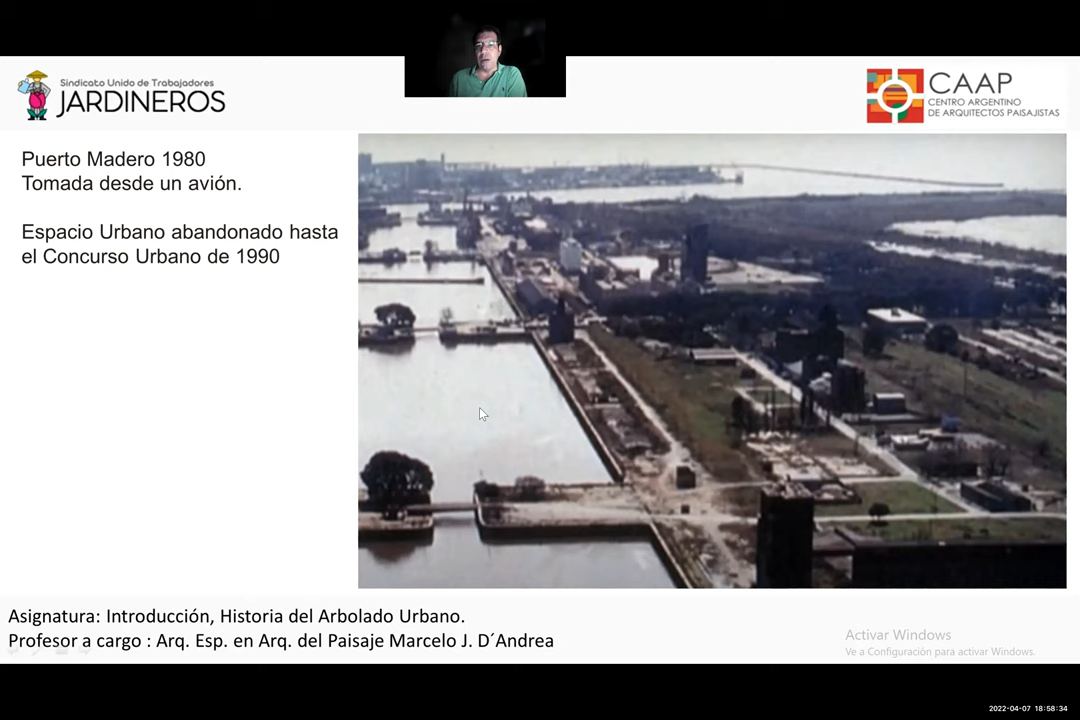 Sindicato Unido de Trabajadores
JARDINEROS
CAAP
CENTRO ARGENTINO
DE ARQUITECTOS PAISAJISTAS
Puerto Madero 1980
Tomada desde un avión.
Espacio Urbano abandonado hasta
el Concurso Urbano de 1990
Asignatura: Introducción, Historia del Arbolado Urbano.
Profesor a cargo : Arq. Esp. en Arq. del Paisaje Marcelo J. D´Andrea
Activar Windows
Ve a Configuración para activar Windows.
2022-04-07 18:58:34